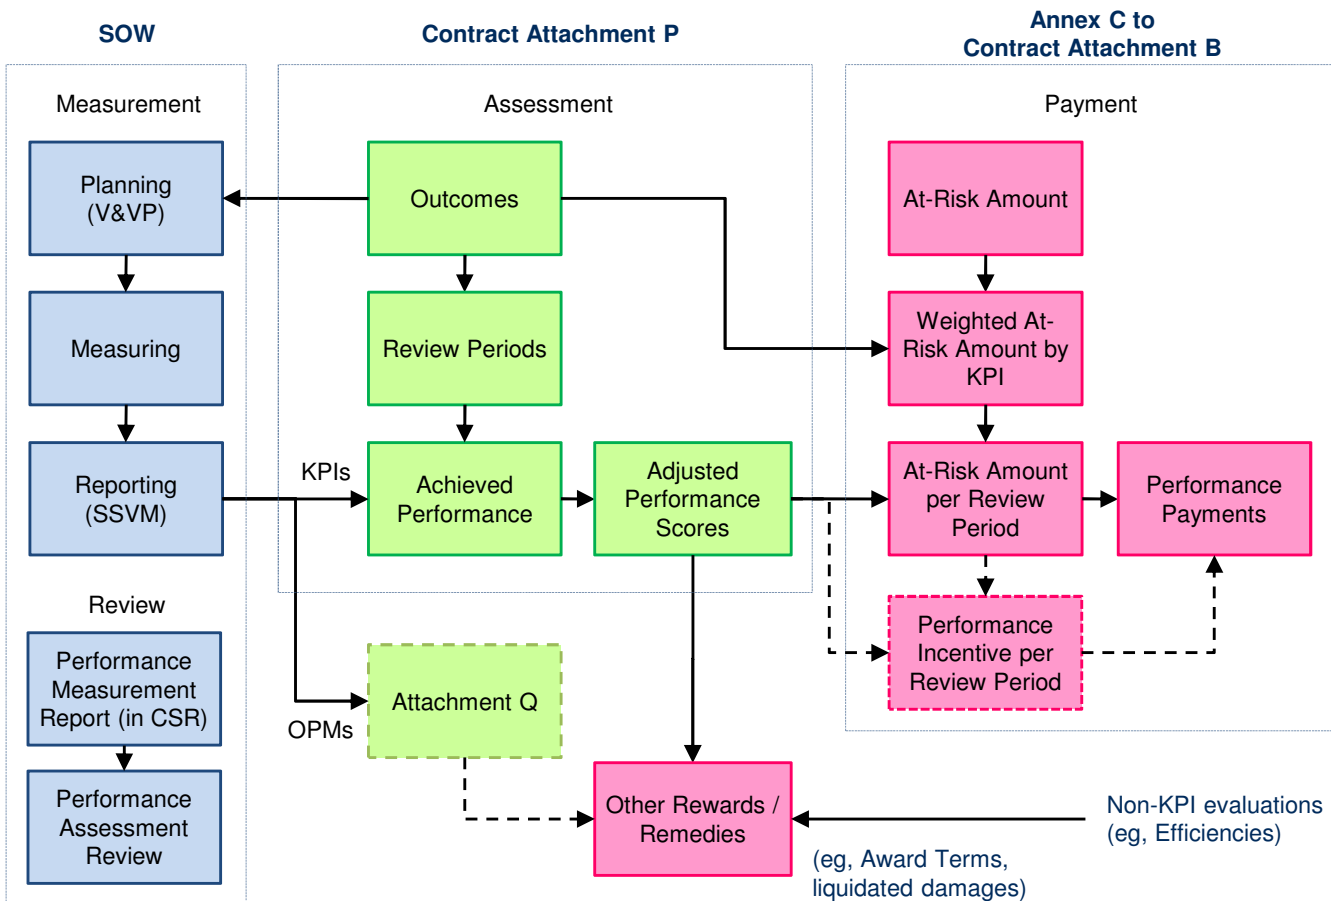 SOW
Contract Attachment P
Annex C to
Contract Attachment B
Measurement
Assessment
Payment
Planning
(V&VP)
Outcomes
At-Risk Amount
Measuring
Review Periods
Weighted At-
Risk Amount by
KPI
Reporting
(SSVM)
KPIs
Achieved
Performance
Adjusted
Performance
Scores
At-Risk Amount
per Review
Period
Performance
Payments
Review
Performance
Measurement
Report (in CSR)
OPMs
Attachment Q
Performance
Incentive per
Review Period
Performance
Assessment
Review
Other Rewards /
Remedies
Non-KPI evaluations
(eg, Efficiencies)
(eg, Award Terms,
liquidated damages)